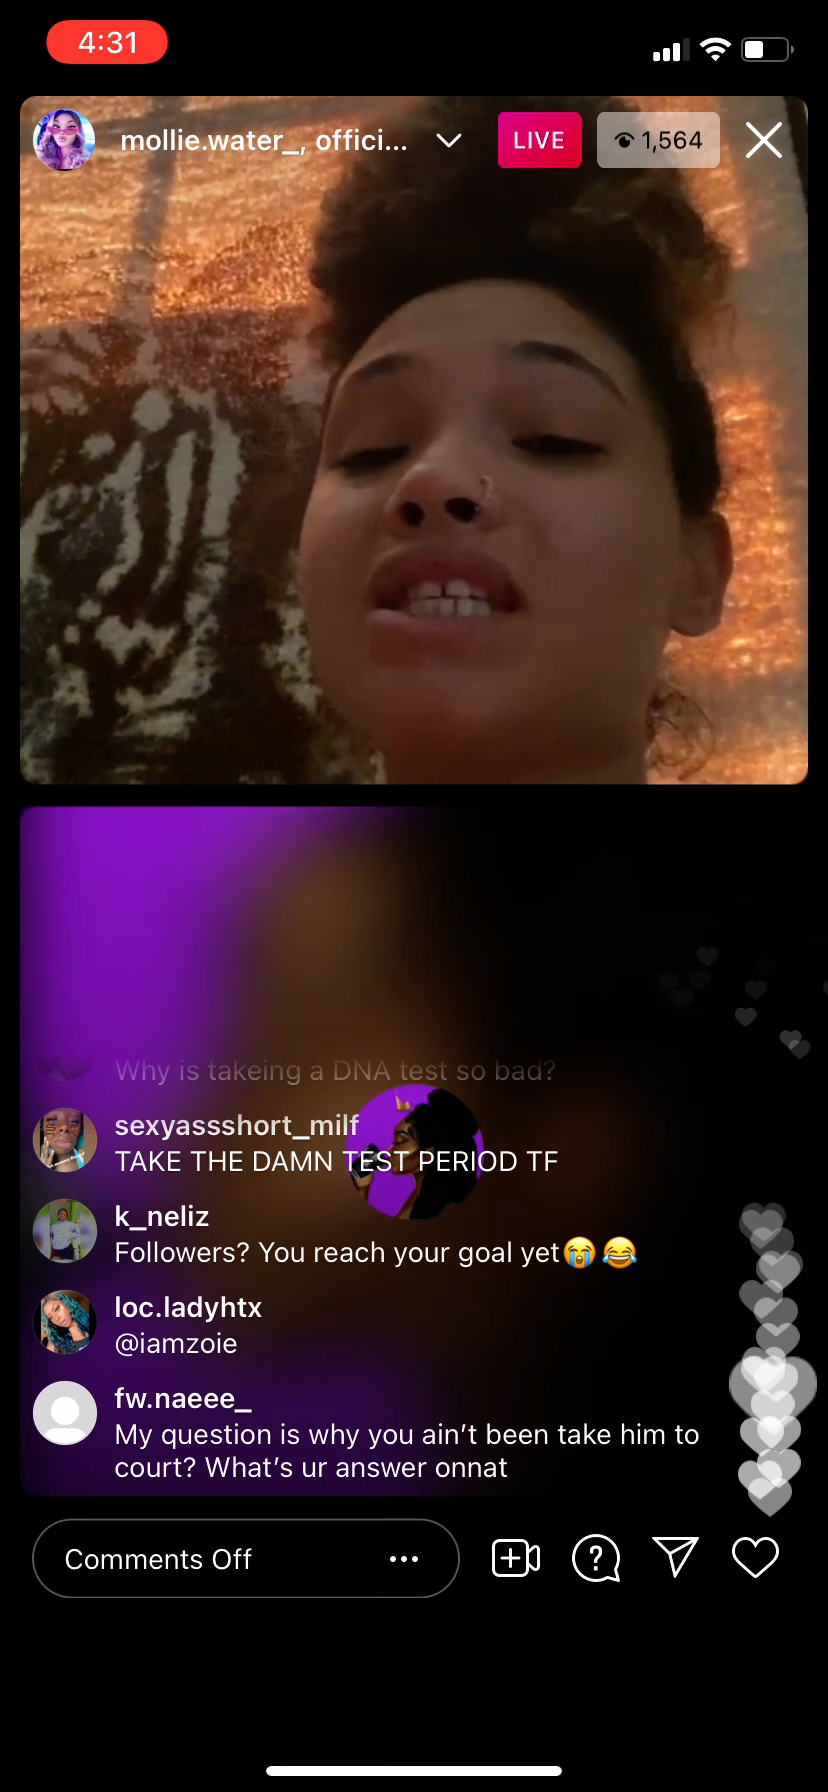 4:31
mollie.water_, offici...
LIVE
1,564
Why is takeing a DNA test so bad?
sexyassshort_milf
TAKE THE DAMN TEST PERIOD TF
k_neliz
Followers? You reach your goal yet😭😂
loc.ladyhtx
@iamzoie
fw.naeee_
My question is why you ain't been take him to
court? What's ur answer onnat
Comments Off